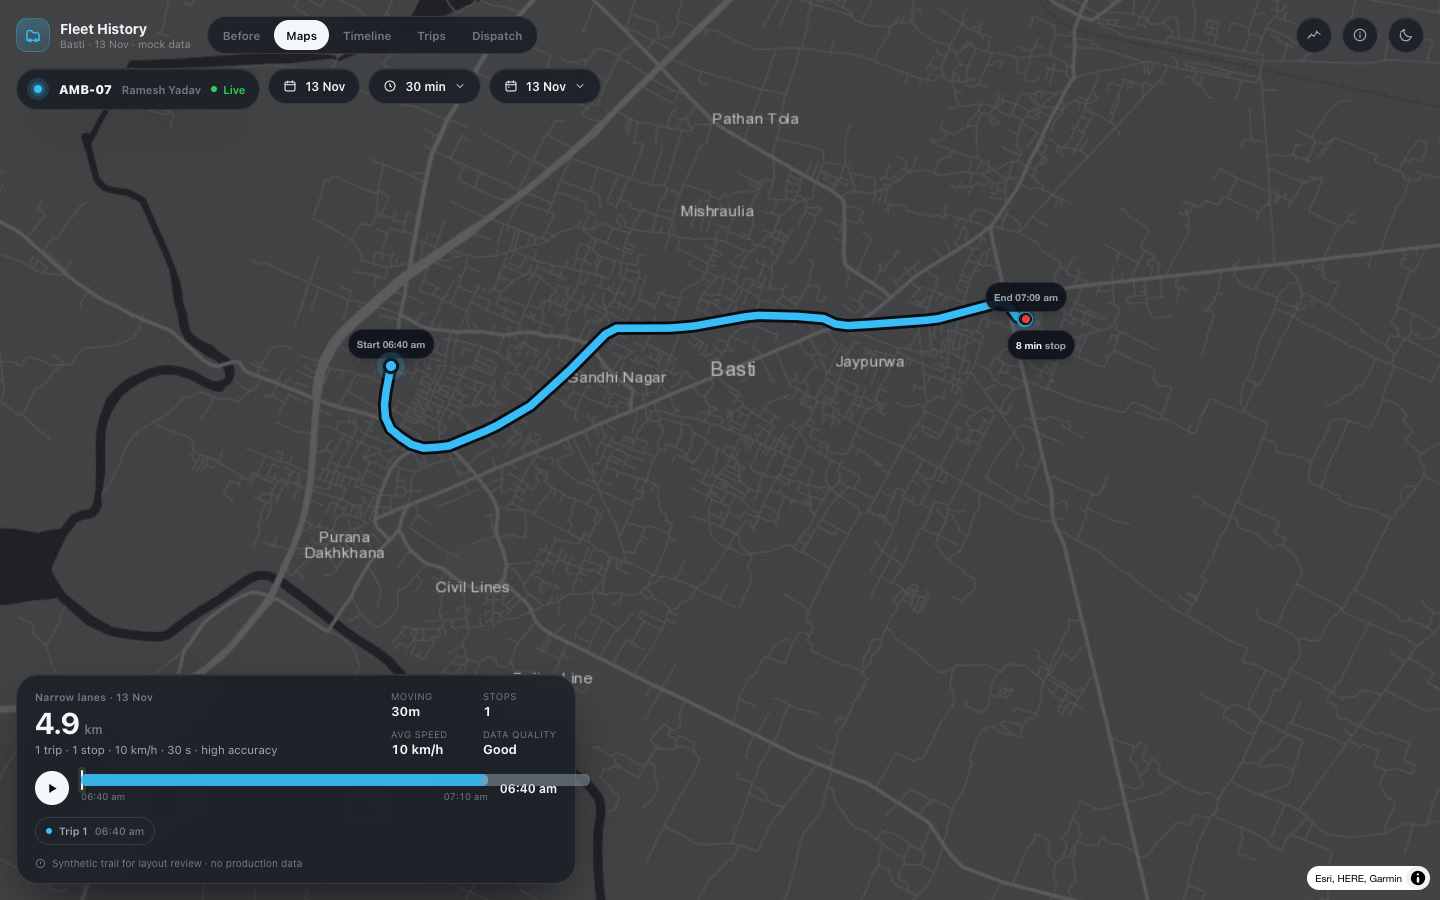 Fleet History
Basti · 13 Nov · mock data
Before
Maps
Timeline
Trips
Dispatch
AMB-07 Ramesh Yadav Live
13 Nov
30 min
13 Nov
Pathan Tola
Mishraulia
End 07:09 am
8 min stop
Start 06:40 am
Gandhi Nagar
Basti
Jaypurwa
Purana
Dakhkhana
Civil Lines
Line
Narrow lanes · 13 Nov
4.9 km
1 trip · 1 stop · 10 km/h · 30 s · high accuracy
MOVING
30m
STOPS
1
AVG SPEED
10 km/h
DATA QUALITY
Good
06:40 am
07:10 am
06:40 am
Trip 1 06:40 am
Synthetic trail for layout review · no production data
Esri, HERE, Garmin